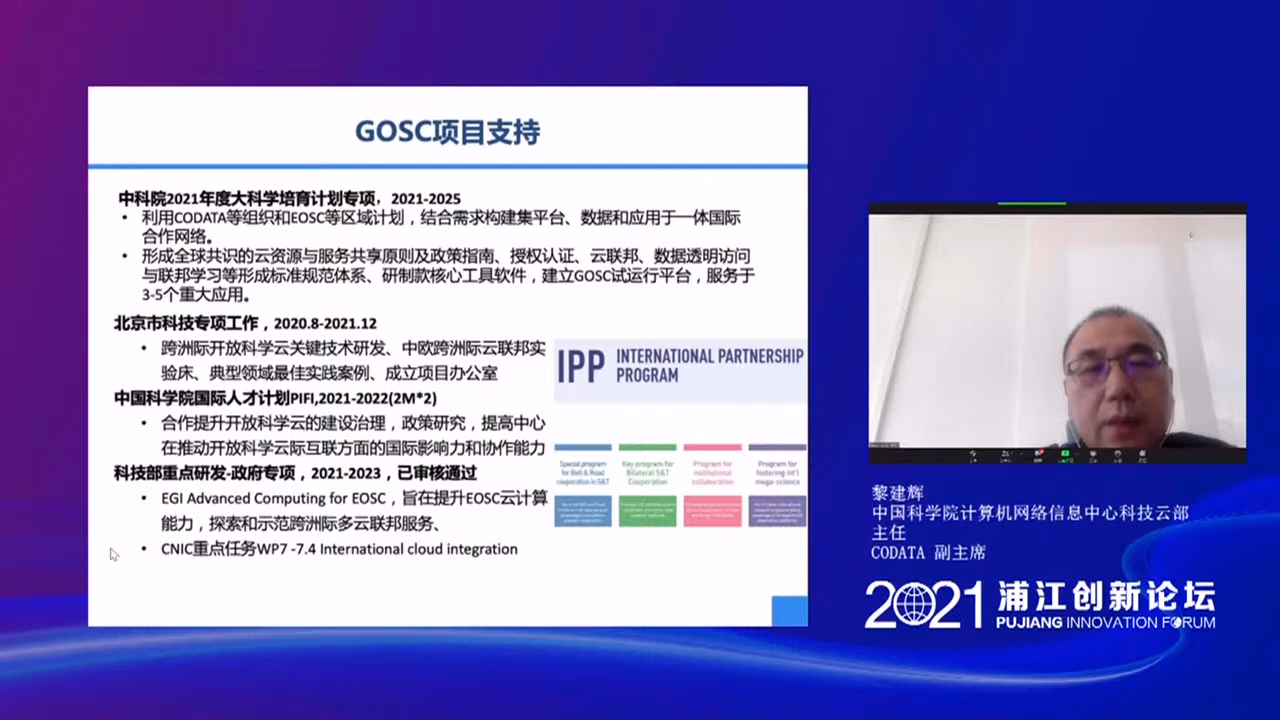 GOSC项目支持
中科院2021年度大科学培育计划专项，2021-2025
• 利用CODATA等组织和EOSC等区域计划，结合需求构建集平台、数据和应用于一体国际
合作网络。
• 形成全球共识的云资源与服务共享原则及政策指南、授权认证、云联邦、数据透明访问
与联邦学习等形成标准规范体系、研制款核心工具软件，建立GOSC试运行平台，服务于
3-5个重大应用。
北京市科技专项工作，2020.8-2021.12
• 跨洲际开放科学云关键技术研发、中欧跨洲际云联邦实
验床、典型领域最佳实践案例、成立项目办公室
中国科学院国际人才计划PIFI,2021-2022(2M*2)
• 合作提升开放科学云的建设治理，政策研究，提高中心
在推动开放科学云际互联方面的国际影响力和协作能力
科技部重点研发-政府专项，2021-2023，已审核通过
• EGI Advanced Computing for EOSC，旨在提升EOSC云计算
能力，探索和示范跨洲际多云联邦服务、
• CNIC重点任务WP7 -7.4 International cloud integration
IPP INTERNATIONAL PARTNERSHIP
PROGRAM
Special program
for Belt & Road
cooperation in S&T
Key program for
Bilateral S&T
Cooperation
Program for
institutional
collaboration
Program for
fostering int'l
mega-science
黎建辉
中国科学院计算机网络信息中心科技云部
主任
CODATA 副主席
2021 浦江创新论坛
PUJIANG INNOVATION FORUM